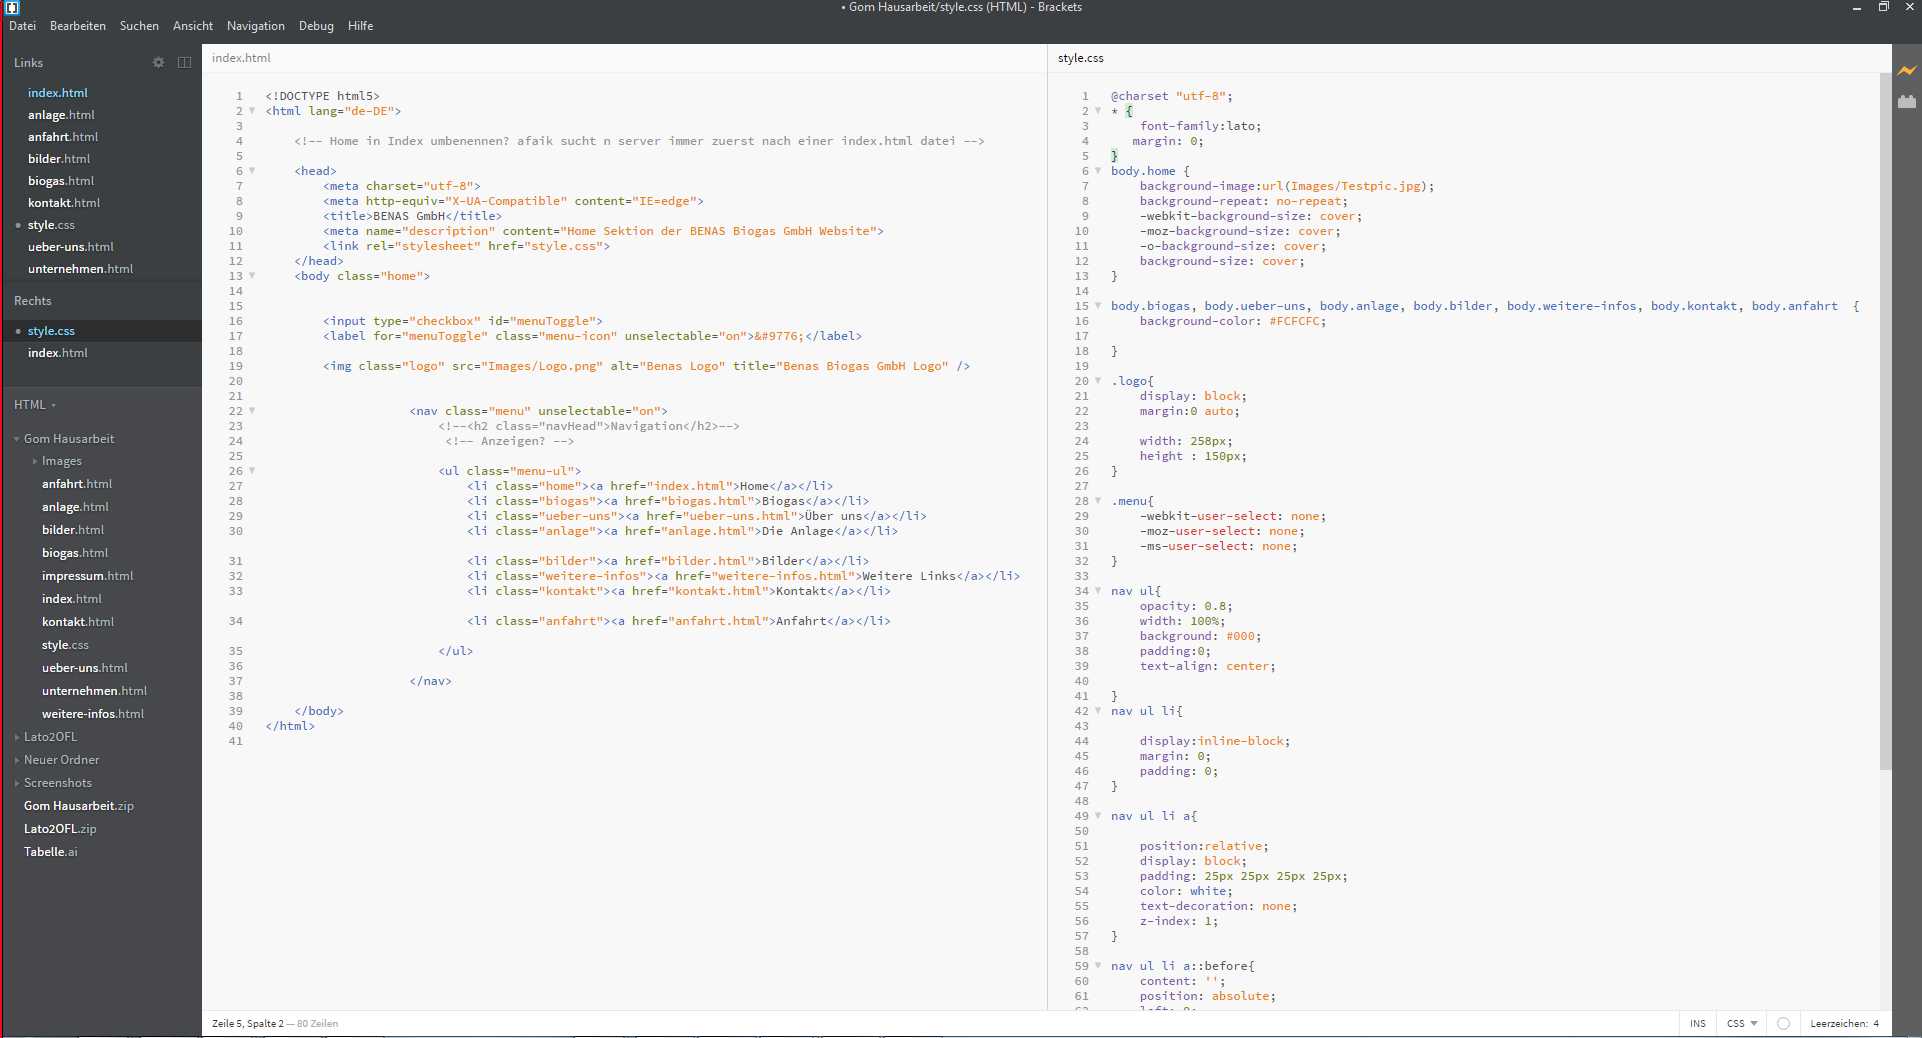 • Gom Hausarbeit/style.css (HTML) - Brackets
Datei Bearbeiten Suchen Ansicht Navigation Debug Hilfe
Links
index.html
anlage.html
anfahrt.html
bilder.html
biogas.html
kontakt.html
style.css
ueber-uns.html
unternehmen.html
Rechts
style.css
index.html
HTML
Gom Hausarbeit
Images
anfahrt.html
anlage.html
bilder.html
biogas.html
impressum.html
index.html
kontakt.html
style.css
ueber-uns.html
unternehmen.html
weitere-infos.html
Lato2OFL
Neuer Ordner
Screenshots
Gom Hausarbeit.zip
Lato2OFL.zip
Tabelle.ai
index.html
1 <!DOCTYPE html5>
2 <html lang="de-DE">
3
4 <!-- Home in Index umbenennen? afaik sucht n server immer zuerst nach einer index.html datei -->
5
6 <head>
7 <meta charset="utf-8">
8 <meta http-equiv="X-UA-Compatible" content="IE=edge">
9 <title>BENAS GmbH</title>
10 <meta name="description" content="Home Sektion der BENAS Biogas GmbH Website">
11 <link rel="stylesheet" href="style.css">
12 </head>
13 <body class="home">
14
15
16 <input type="checkbox" id="menuToggle">
17 <label for="menuToggle" class="menu-icon" unselectable="on">&#9776;</label>
18
19 <img class="logo" src="Images/Logo.png" alt="Benas Logo" title="Benas Biogas GmbH Logo" />
20
21
22 <nav class="menu" unselectable="on">
23 <!--<h2 class="navHead">Navigation</h2>-->
24 <!-- Anzeigen? -->
25
26 <ul class="menu-ul">
27 <li class="home"><a href="index.html">Home</a></li>
28 <li class="biogas"><a href="biogas.html">Biogas</a></li>
29 <li class="ueber-uns"><a href="ueber-uns.html">Über uns</a></li>
30 <li class="anlage"><a href="anlage.html">Die Anlage</a></li>
31 <li class="bilder"><a href="bilder.html">Bilder</a></li>
32 <li class="weitere-infos"><a href="weitere-infos.html">Weitere Links</a></li>
33 <li class="kontakt"><a href="kontakt.html">Kontakt</a></li>
34 <li class="anfahrt"><a href="anfahrt.html">Anfahrt</a></li>
35 </ul>
36
37 </nav>
38
39 </body>
40 </html>
41
style.css
1 @charset "utf-8";
2 * {
3 font-family:lato;
4 margin: 0;
5 }
6 body.home {
7 background-image:url(Images/Testpic.jpg);
8 background-repeat: no-repeat;
9 -webkit-background-size: cover;
10 -moz-background-size: cover;
11 -o-background-size: cover;
12 background-size: cover;
13 }
14
15 body.biogas, body.ueber-uns, body.anlage, body.bilder, body.weitere-infos, body.kontakt, body.anfahrt {
16 background-color: #FCFCFC;
17
18 }
19
20 .logo{
21 display: block;
22 margin:0 auto;
23
24 width: 258px;
25 height : 150px;
26 }
27
28 .menu{
29 -webkit-user-select: none;
30 -moz-user-select: none;
31 -ms-user-select: none;
32 }
33
34 nav ul{
35 opacity: 0.8;
36 width: 100%;
37 background: #000;
38 padding:0;
39 text-align: center;
40
41 }
42 nav ul li{
43
44 display:inline-block;
45 margin: 0;
46 padding: 0;
47 }
48
49 nav ul li a{
50
51 position:relative;
52 display: block;
53 padding: 25px 25px 25px 25px;
54 color: white;
55 text-decoration: none;
56 z-index: 1;
57 }
58
59 nav ul li a::before{
60 content: '';
61 position: absolute;
Zeile 5, Spalte 2 — 80 Zeilen
INS CSS Leerzeichen: 4